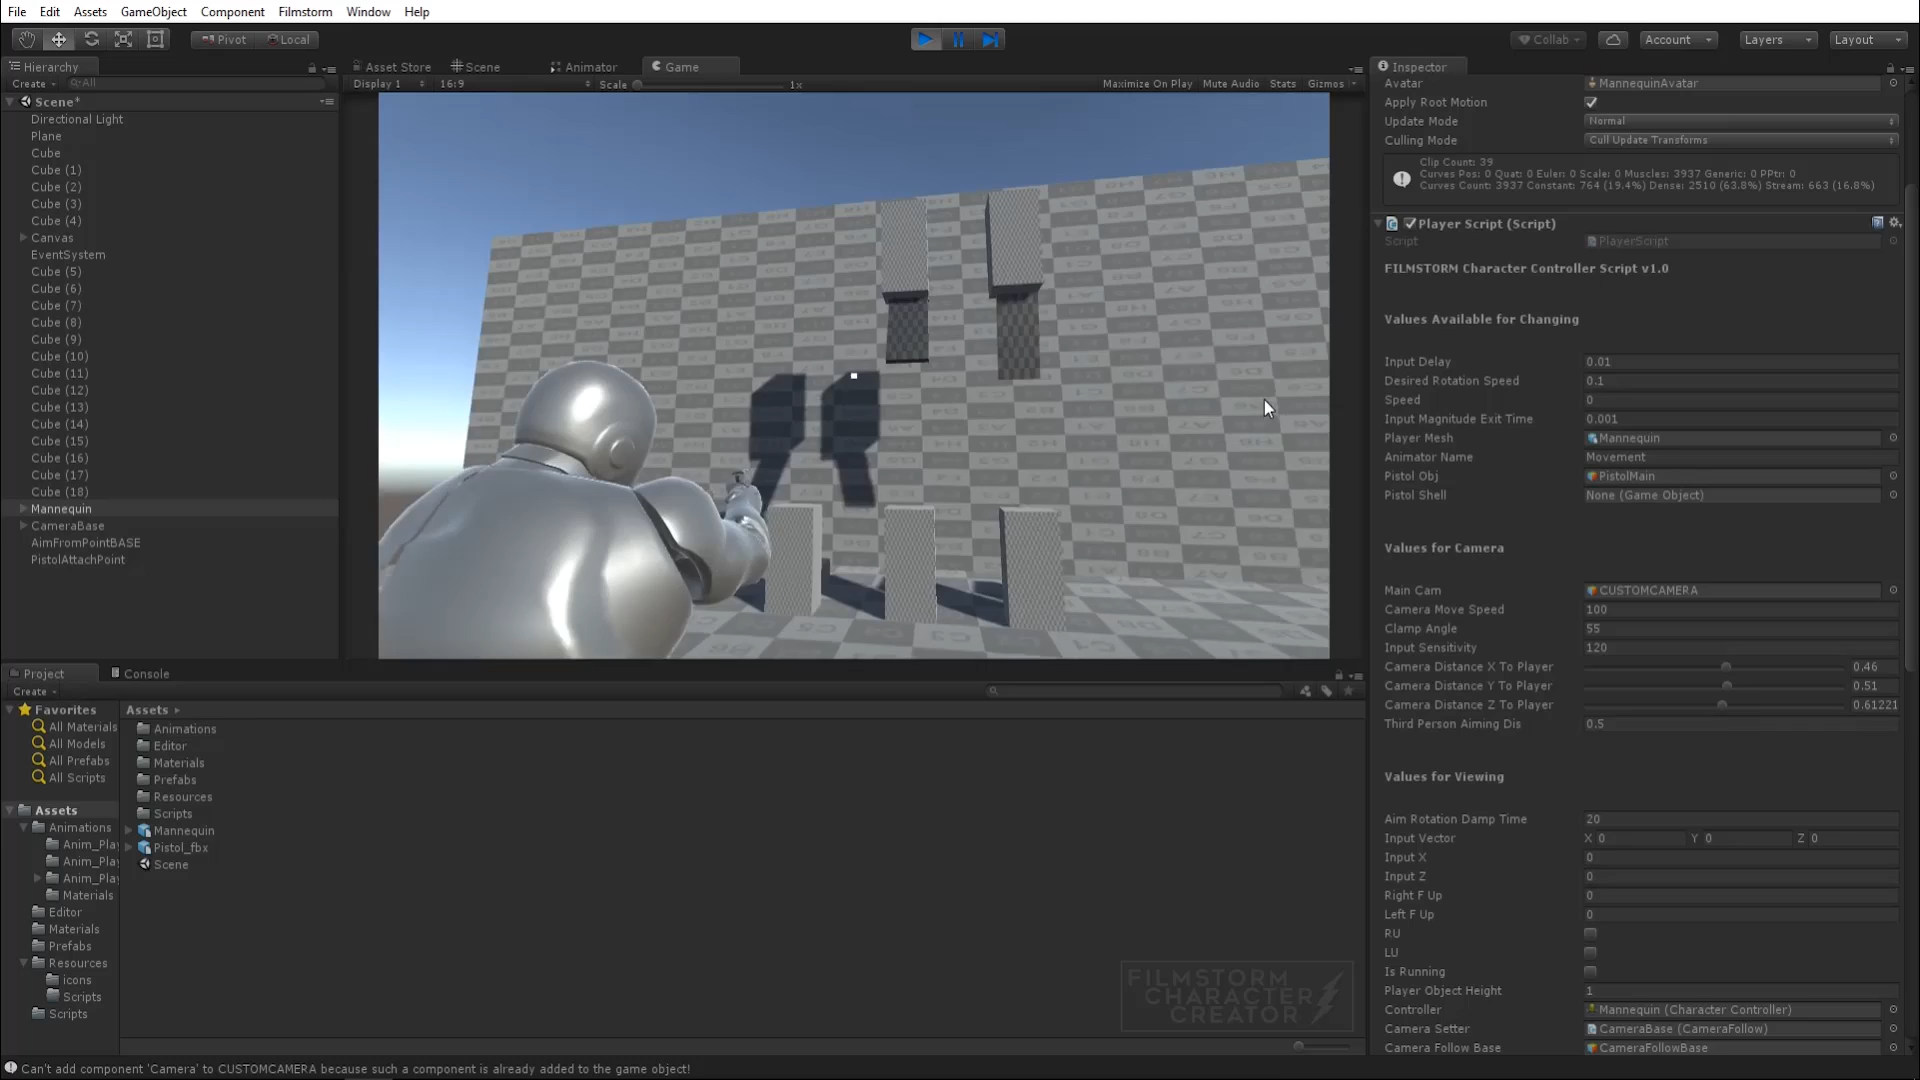 File Edit Assets GameObject Component Filmstorm Window Help
Pivot Local Collab Account Layers Layout
Hierarchy Asset Store Scene Animator Game Inspector
Create All Display 1 16:9 Scale 1x Maximize On Play Mute Audio Stats Gizmos
Scene*
Directional Light
Plane
Cube
Cube (1)
Cube (2)
Cube (3)
Cube (4)
Canvas
EventSystem
Cube (5)
Cube (6)
Cube (7)
Cube (8)
Cube (9)
Cube (10)
Cube (11)
Cube (12)
Cube (13)
Cube (14)
Cube (15)
Cube (16)
Cube (17)
Cube (18)
Mannequin
CameraBase
AimFromPointBASE
PistolAttachPoint
Avatar MannequinAvatar
Apply Root Motion
Update Mode Normal
Culling Mode Cull Update Transforms
Clip Count: 39
Curves Pos: 0 Quat: 0 Euler: 0 Scale: 0 Muscles: 3937 Generic: 0 PPtr: 0
Curves Count: 3937 Constant: 764 (19.4%) Dense: 2510 (63.8%) Stream: 663 (16.8%)
Player Script (Script)
Script PlayerScript
FILMSTORM Character Controller Script v1.0
Values Available for Changing
Input Delay 0.01
Desired Rotation Speed 0.1
Speed 0
Input Magnitude Exit Time 0.001
Player Mesh Mannequin
Animator Name Movement
Pistol Obj PistolMain
Pistol Shell None (Game Object)
Values for Camera
Main Cam CUSTOMCAMERA
Camera Move Speed 100
Clamp Angle 55
Input Sensitivity 120
Camera Distance X To Player 0.46
Camera Distance Y To Player 0.51
Camera Distance Z To Player 0.61221
Third Person Aiming Dis 0.5
Values for Viewing
Aim Rotation Damp Time 20
Input Vector X 0 Y 0 Z 0
Input X 0
Input Z 0
Right F Up 0
Left F Up 0
RU
LU
Is Running
Player Object Height 1
Controller Mannequin (Character Controller)
Camera Setter CameraBase (CameraFollow)
Camera Follow Base CameraFollowBase
Project Console
Create
Favorites
All Materials
All Models
All Prefabs
All Scripts
Assets
Animations
Anim_Pla
Anim_Pla
Anim_Pla
Materials
Editor
Materials
Prefabs
Resources
icons
Scripts
Scripts
Assets
Animations
Editor
Materials
Prefabs
Resources
Scripts
Mannequin
Pistol_fbx
Scene
FILMSTORM
CHARACTER
CREATOR
Can't add component 'Camera' to CUSTOMCAMERA because such a component is already added to the game object!